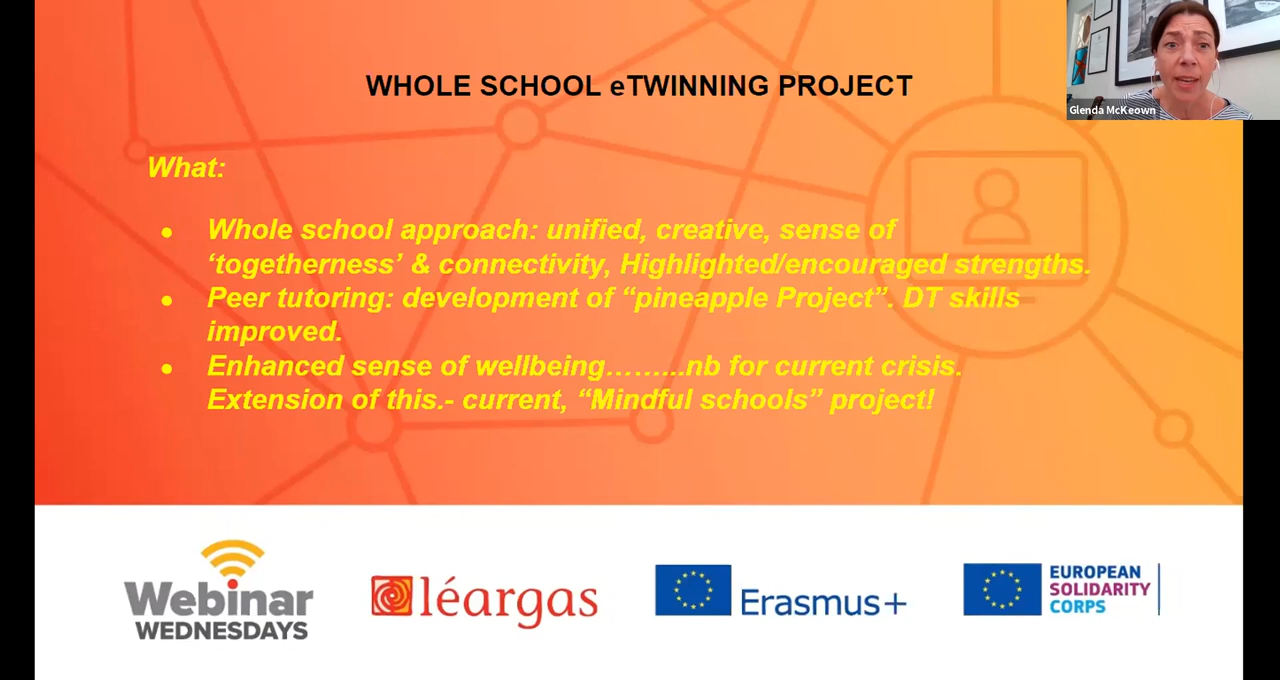 WHOLE SCHOOL eTWINNING PROJECT
Glenda McKeown
What:
● Whole school approach: unified, creative, sense of
‘togetherness’ & connectivity, Highlighted/encouraged strengths.
● Peer tutoring: development of “pineapple Project”. DT skills
improved.
● Enhanced sense of wellbeing……...nb for current crisis.
Extension of this.- current, “Mindful schools” project!
Webinar
WEDNESDAYS
léargas
Erasmus+
EUROPEAN
SOLIDARITY
CORPS